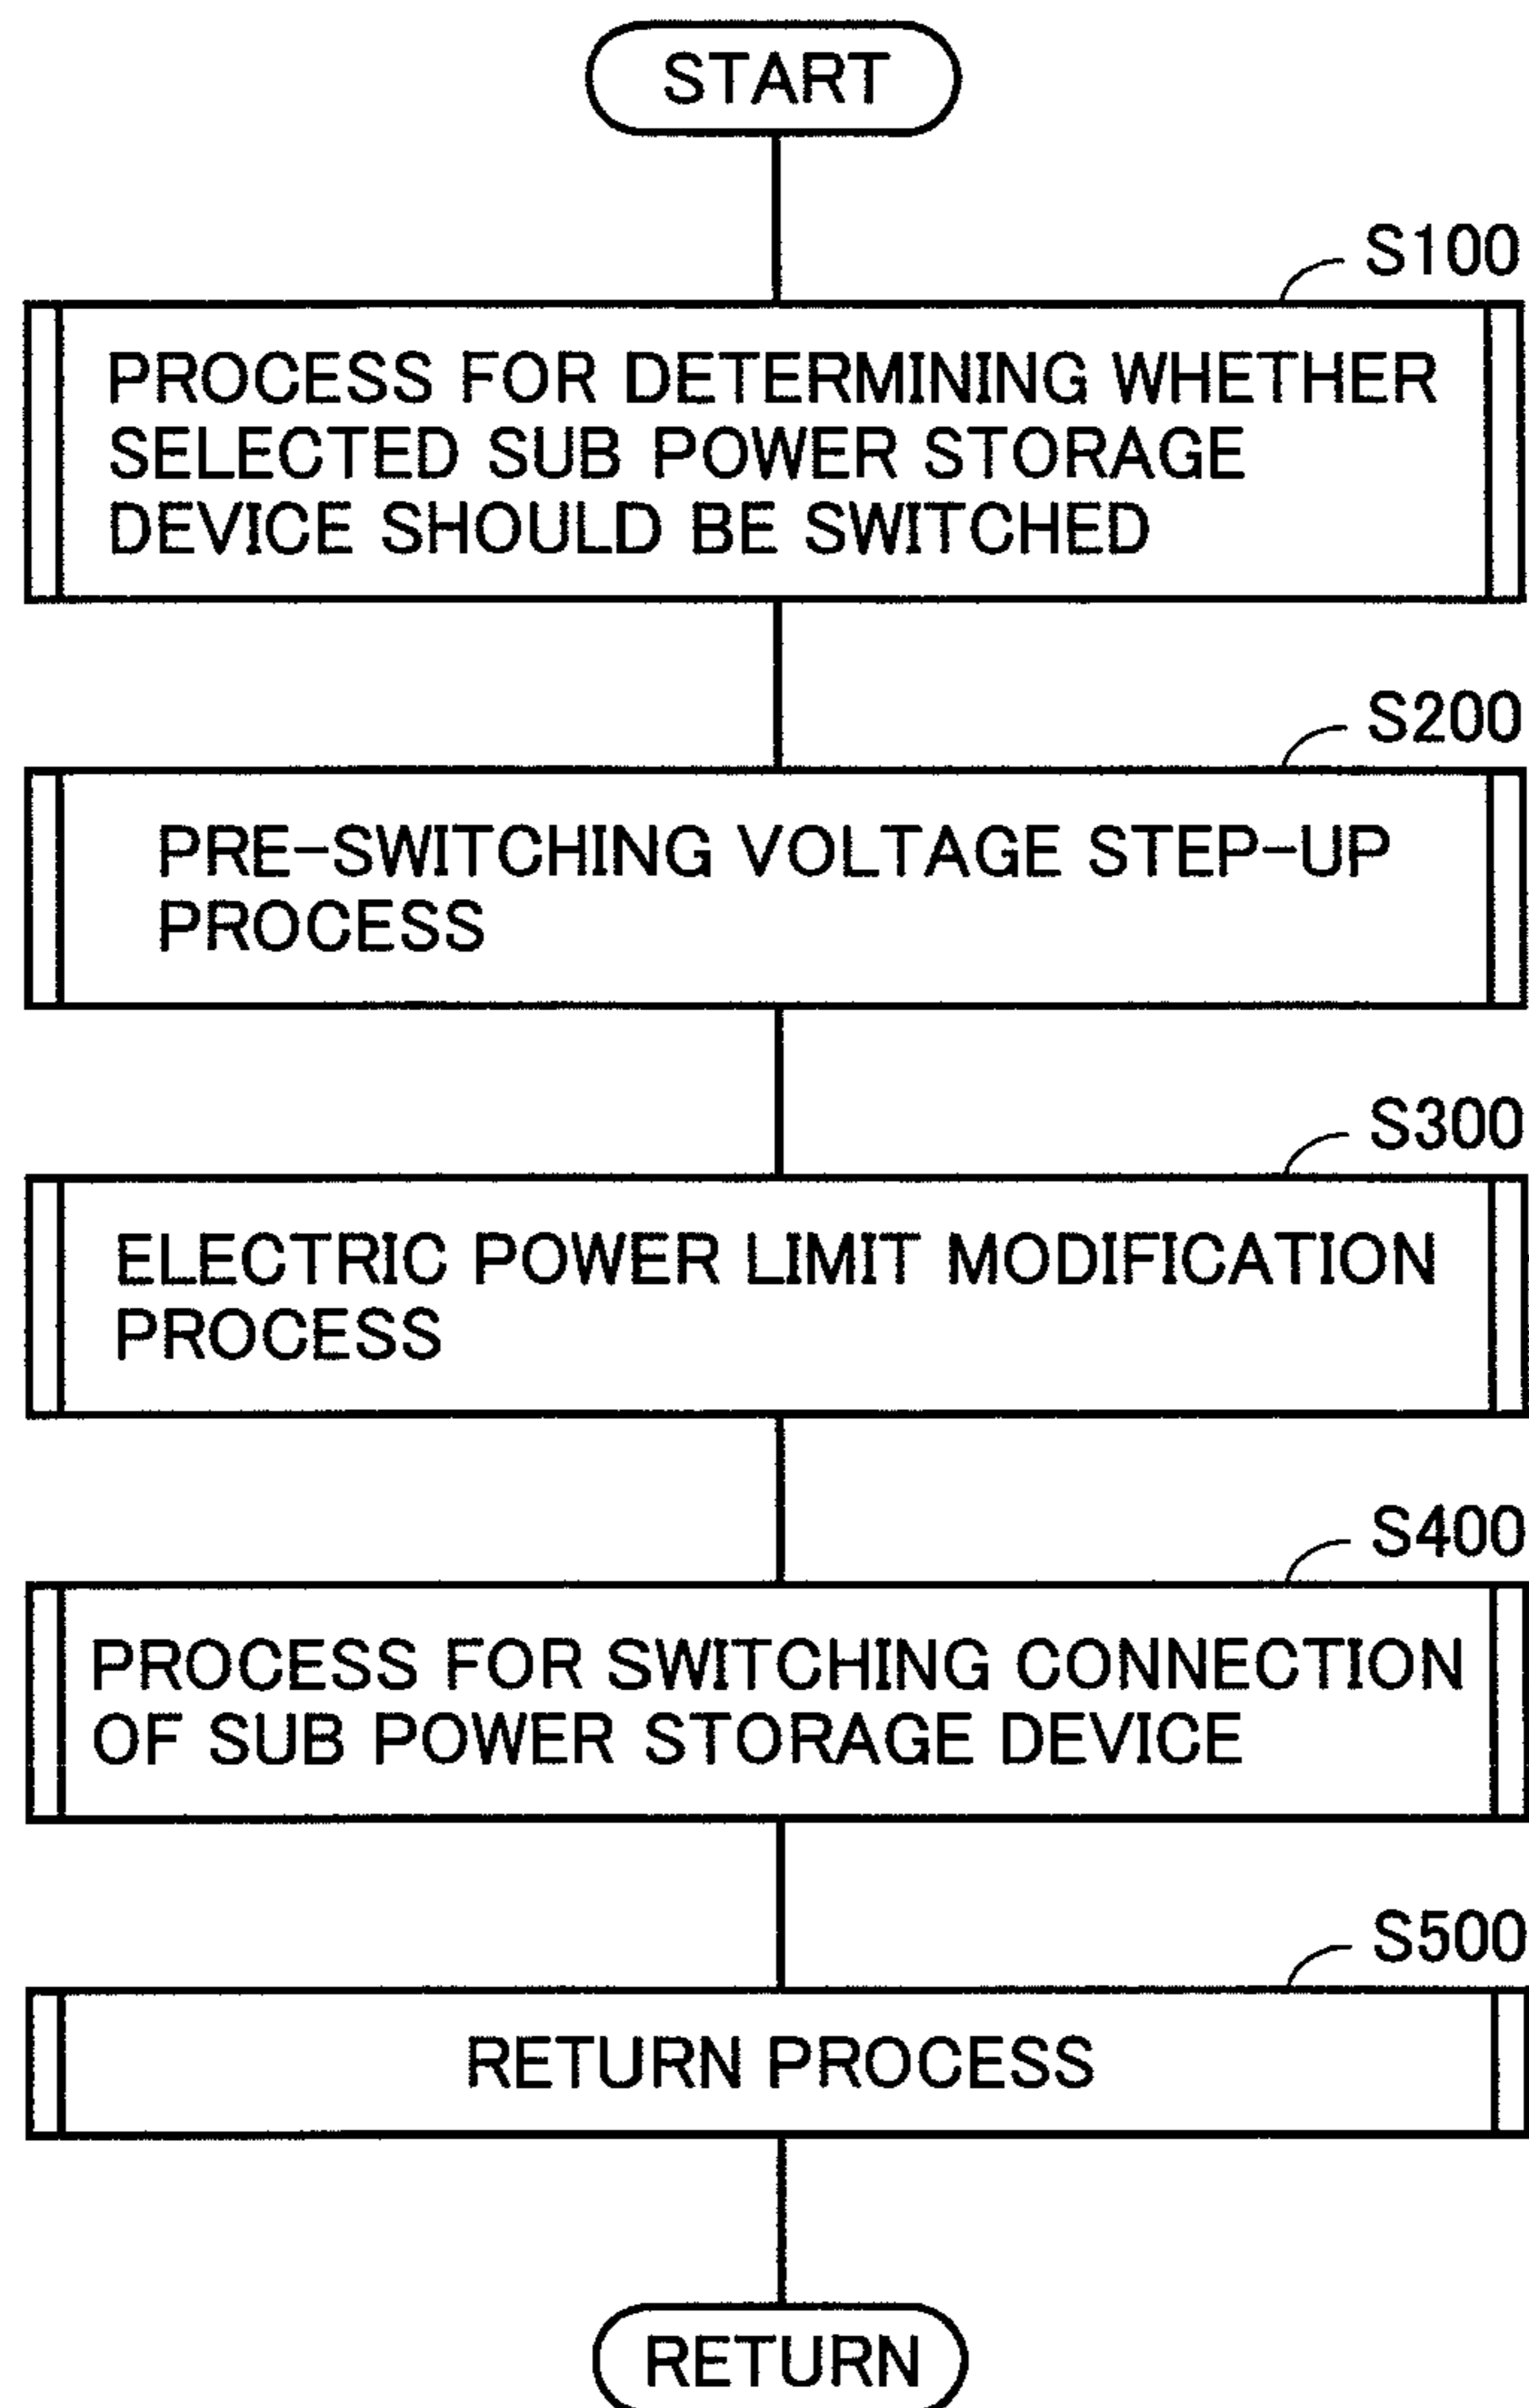 START
S100
PROCESS FOR DETERMINING WHETHER
SELECTED SUB POWER STORAGE
DEVICE SHOULD BE SWITCHED
S200
PRE-SWITCHING VOLTAGE STEP-UP
PROCESS
S300
ELECTRIC POWER LIMIT MODIFICATION
PROCESS
S400
PROCESS FOR SWITCHING CONNECTION
OF SUB POWER STORAGE DEVICE
S500
RETURN PROCESS
RETURN